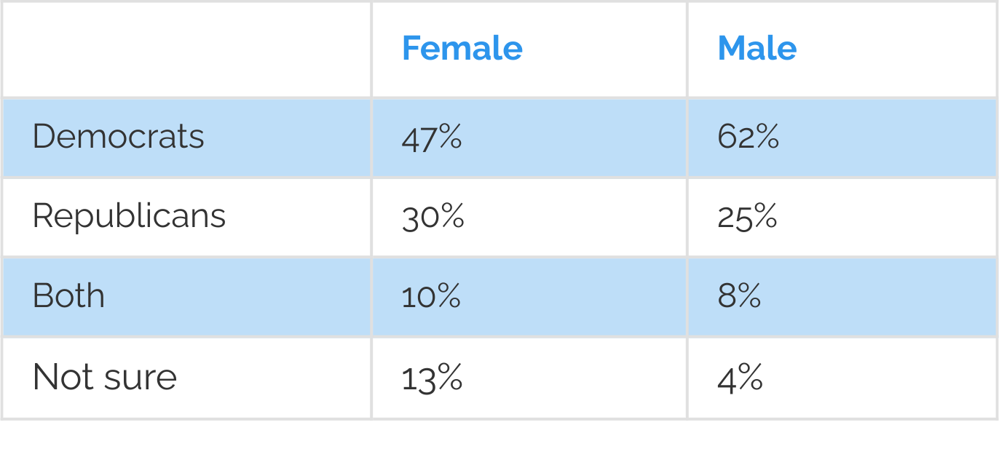 Female Male
Democrats 47% 62%
Republicans 30% 25%
Both 10% 8%
Not sure 13% 4%